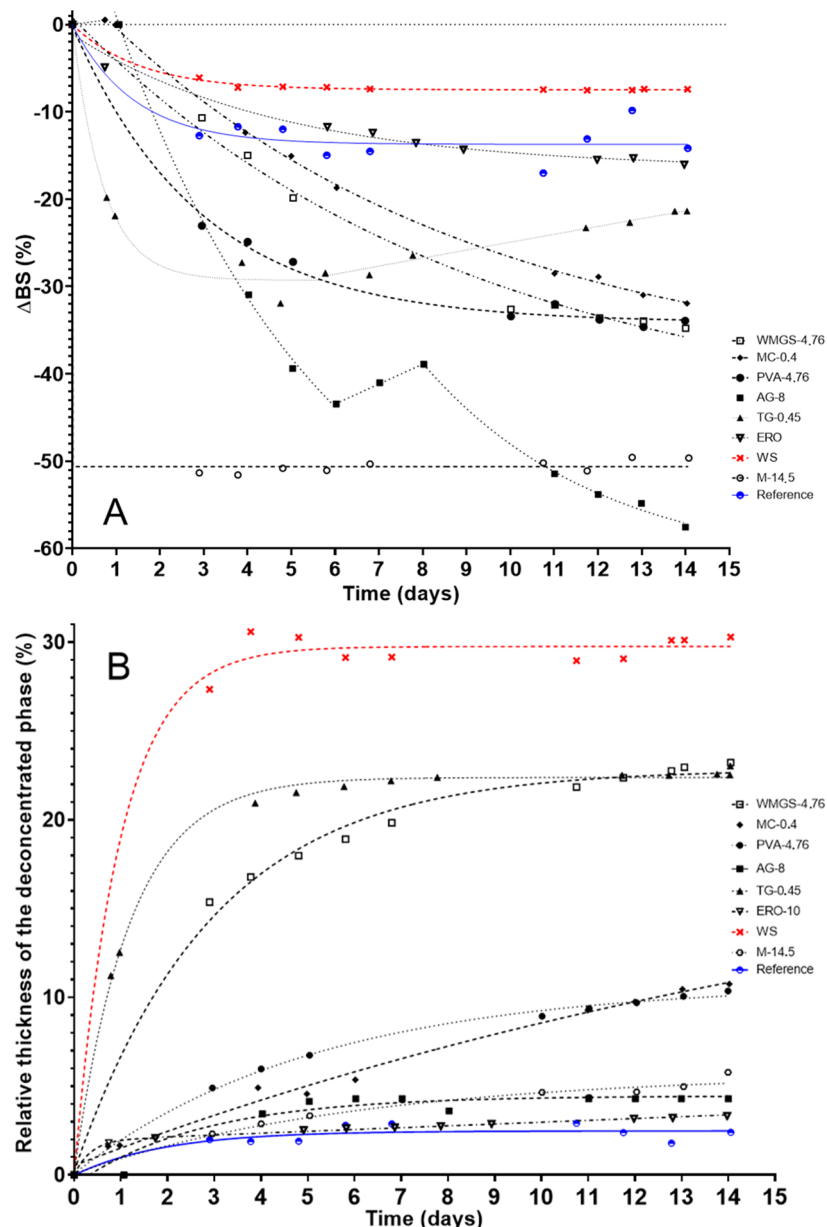 0
-10
-20
-30
-40
-50
-60
ΔBS (%)
A
0 1 2 3 4 5 6 7 8 9 10 11 12 13 14 15
Time (days)
WMGS-4.76
MC-0.4
PVA-4.76
AG-8
TG-0.45
ERO
WS
M-14.5
Reference
30
20
10
0
Relative thickness of the deconcentrated phase (%)
B
0 1 2 3 4 5 6 7 8 9 10 11 12 13 14 15
Time (days)
WMGS-4.76
MC-0.4
PVA-4.76
AG-8
TG-0.45
ERO-10
WS
M-14.5
Reference